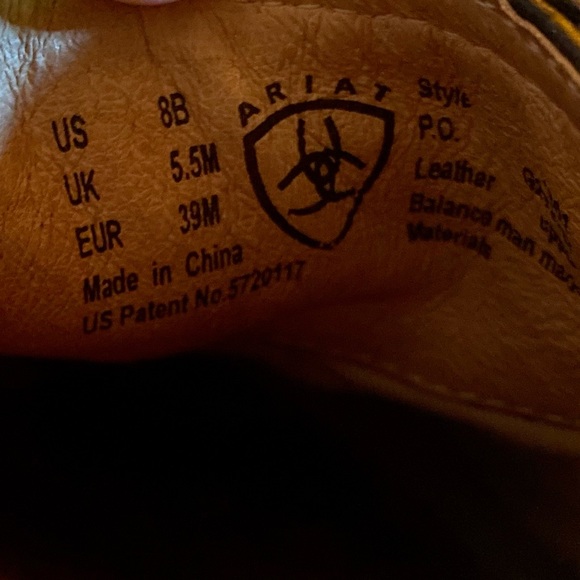 US 8B
UK 5.5M
EUR 39M
Made in China
US Patent No.5720117
ARIAT
Style
P.O.
Leather
Balance man made
Materials